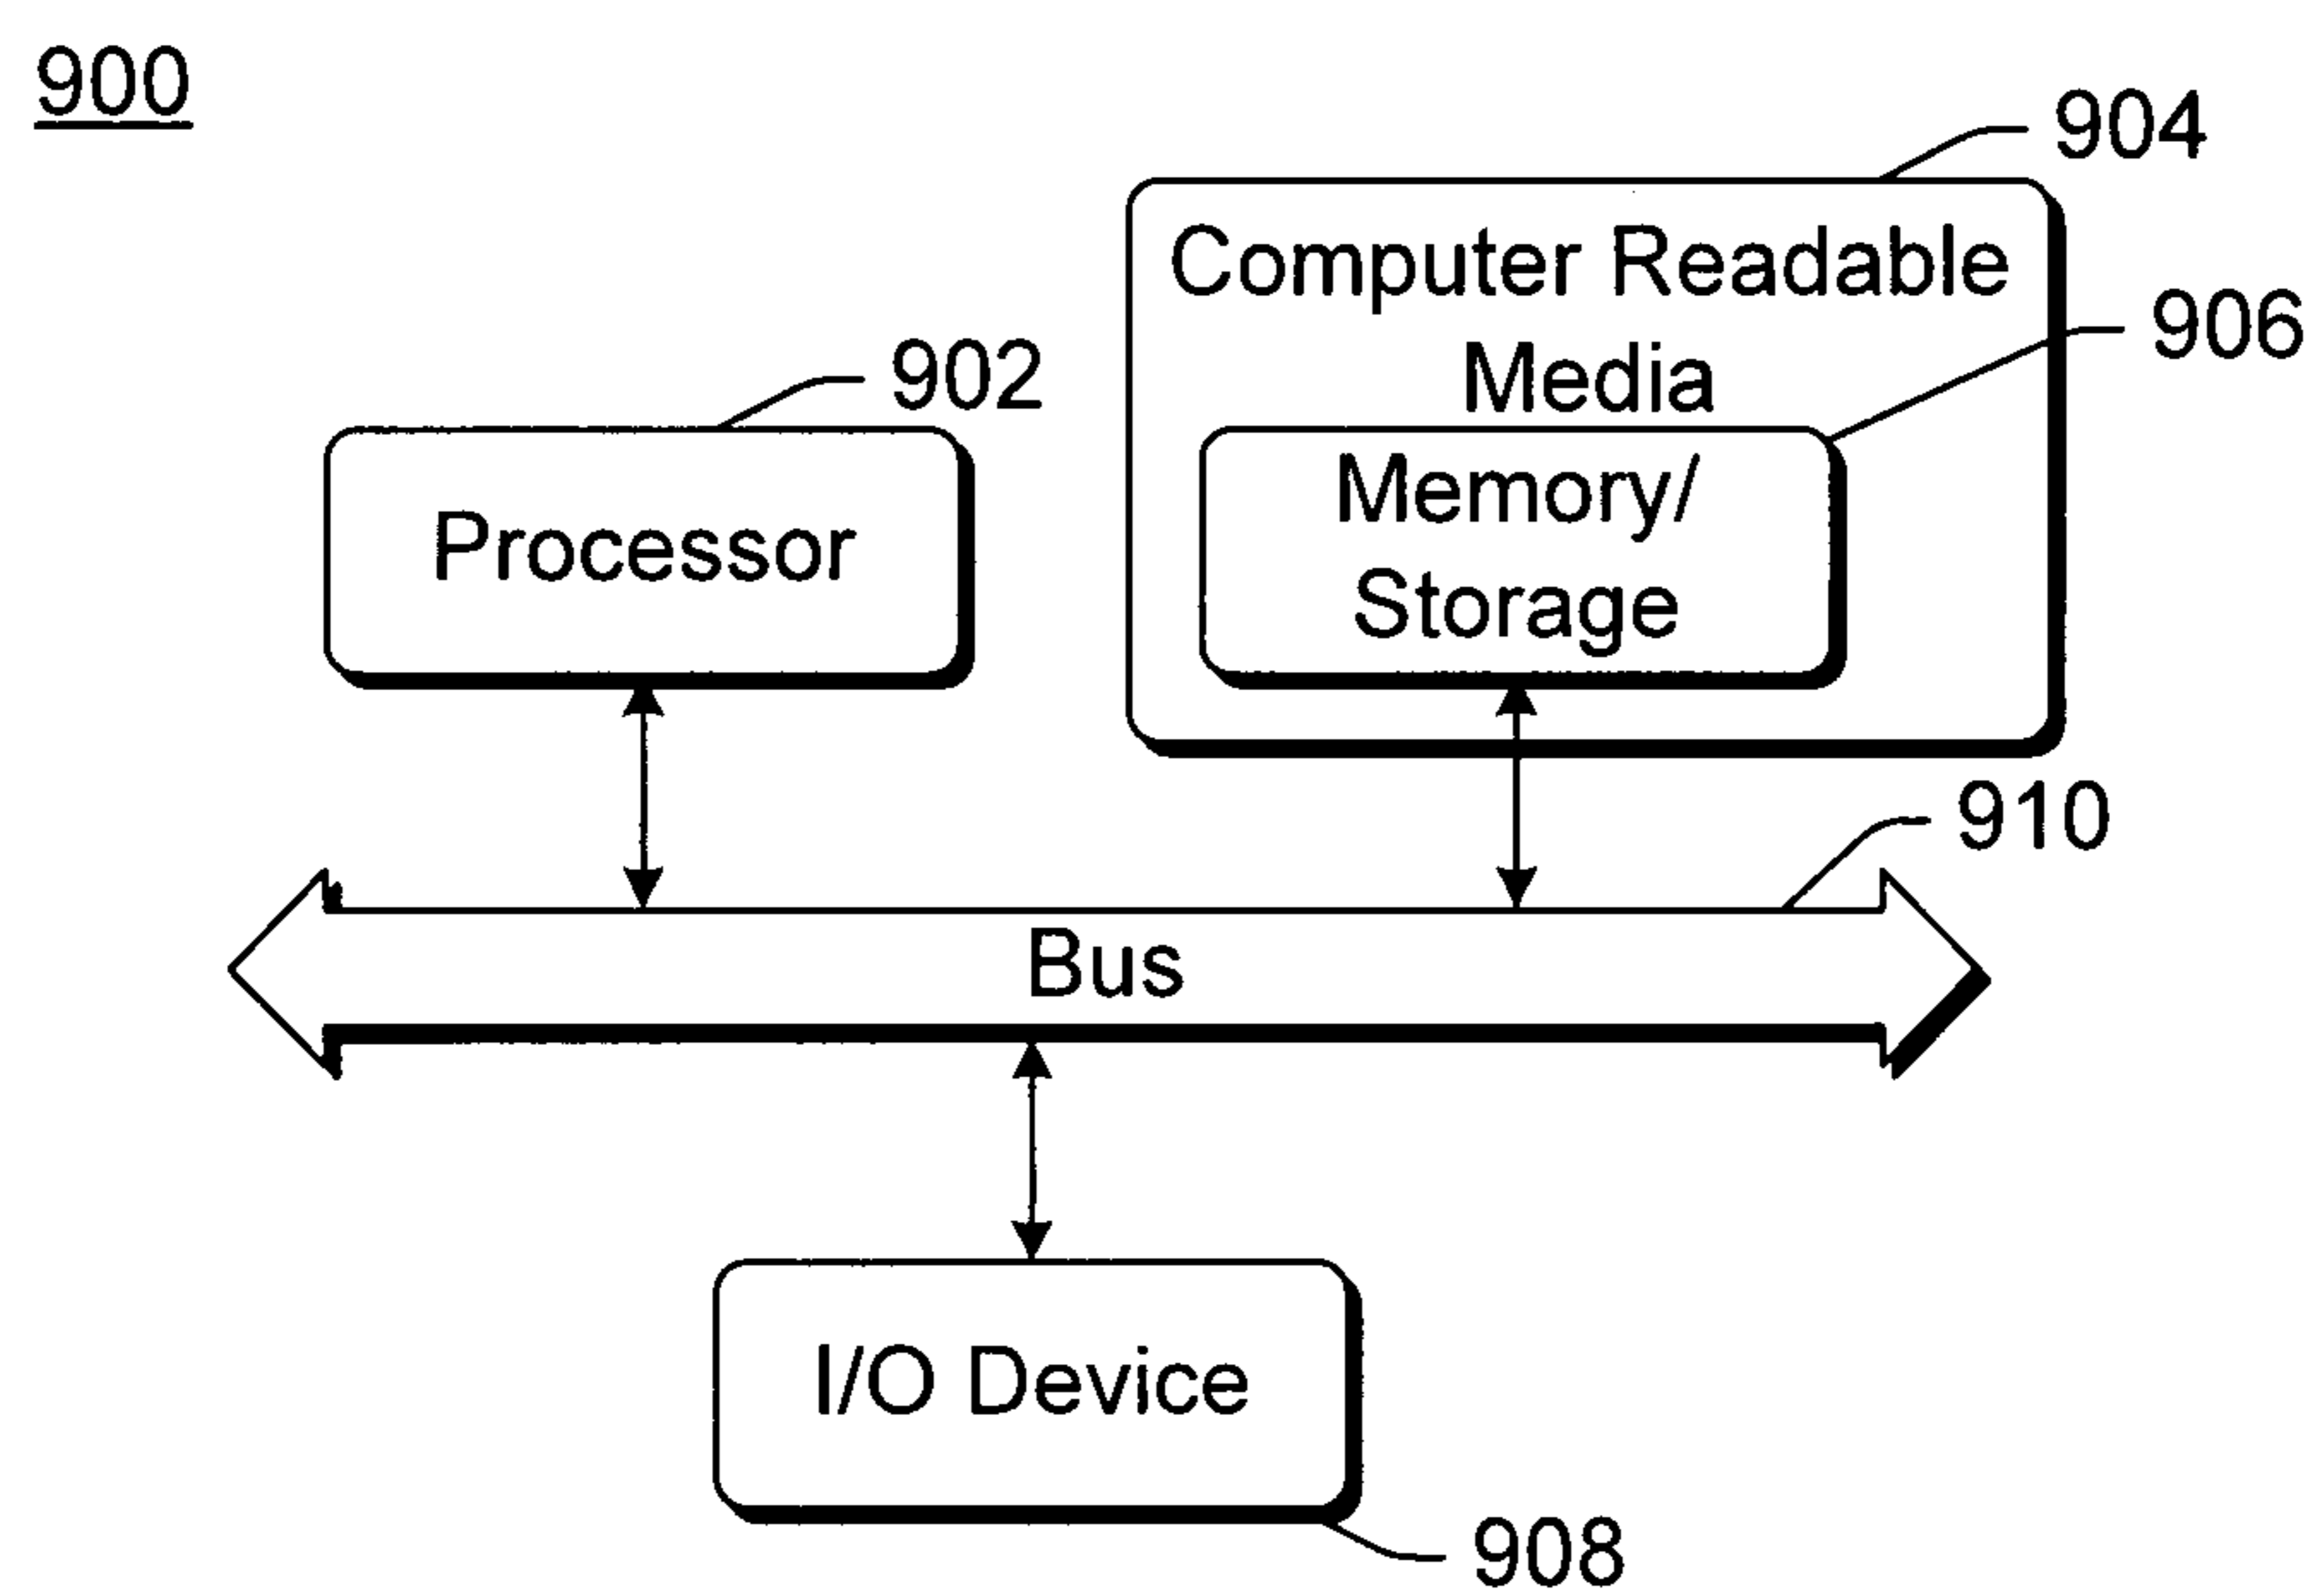 900
904
Computer Readable
Media
906
902
Processor
Memory/
Storage
910
Bus
I/O Device
908